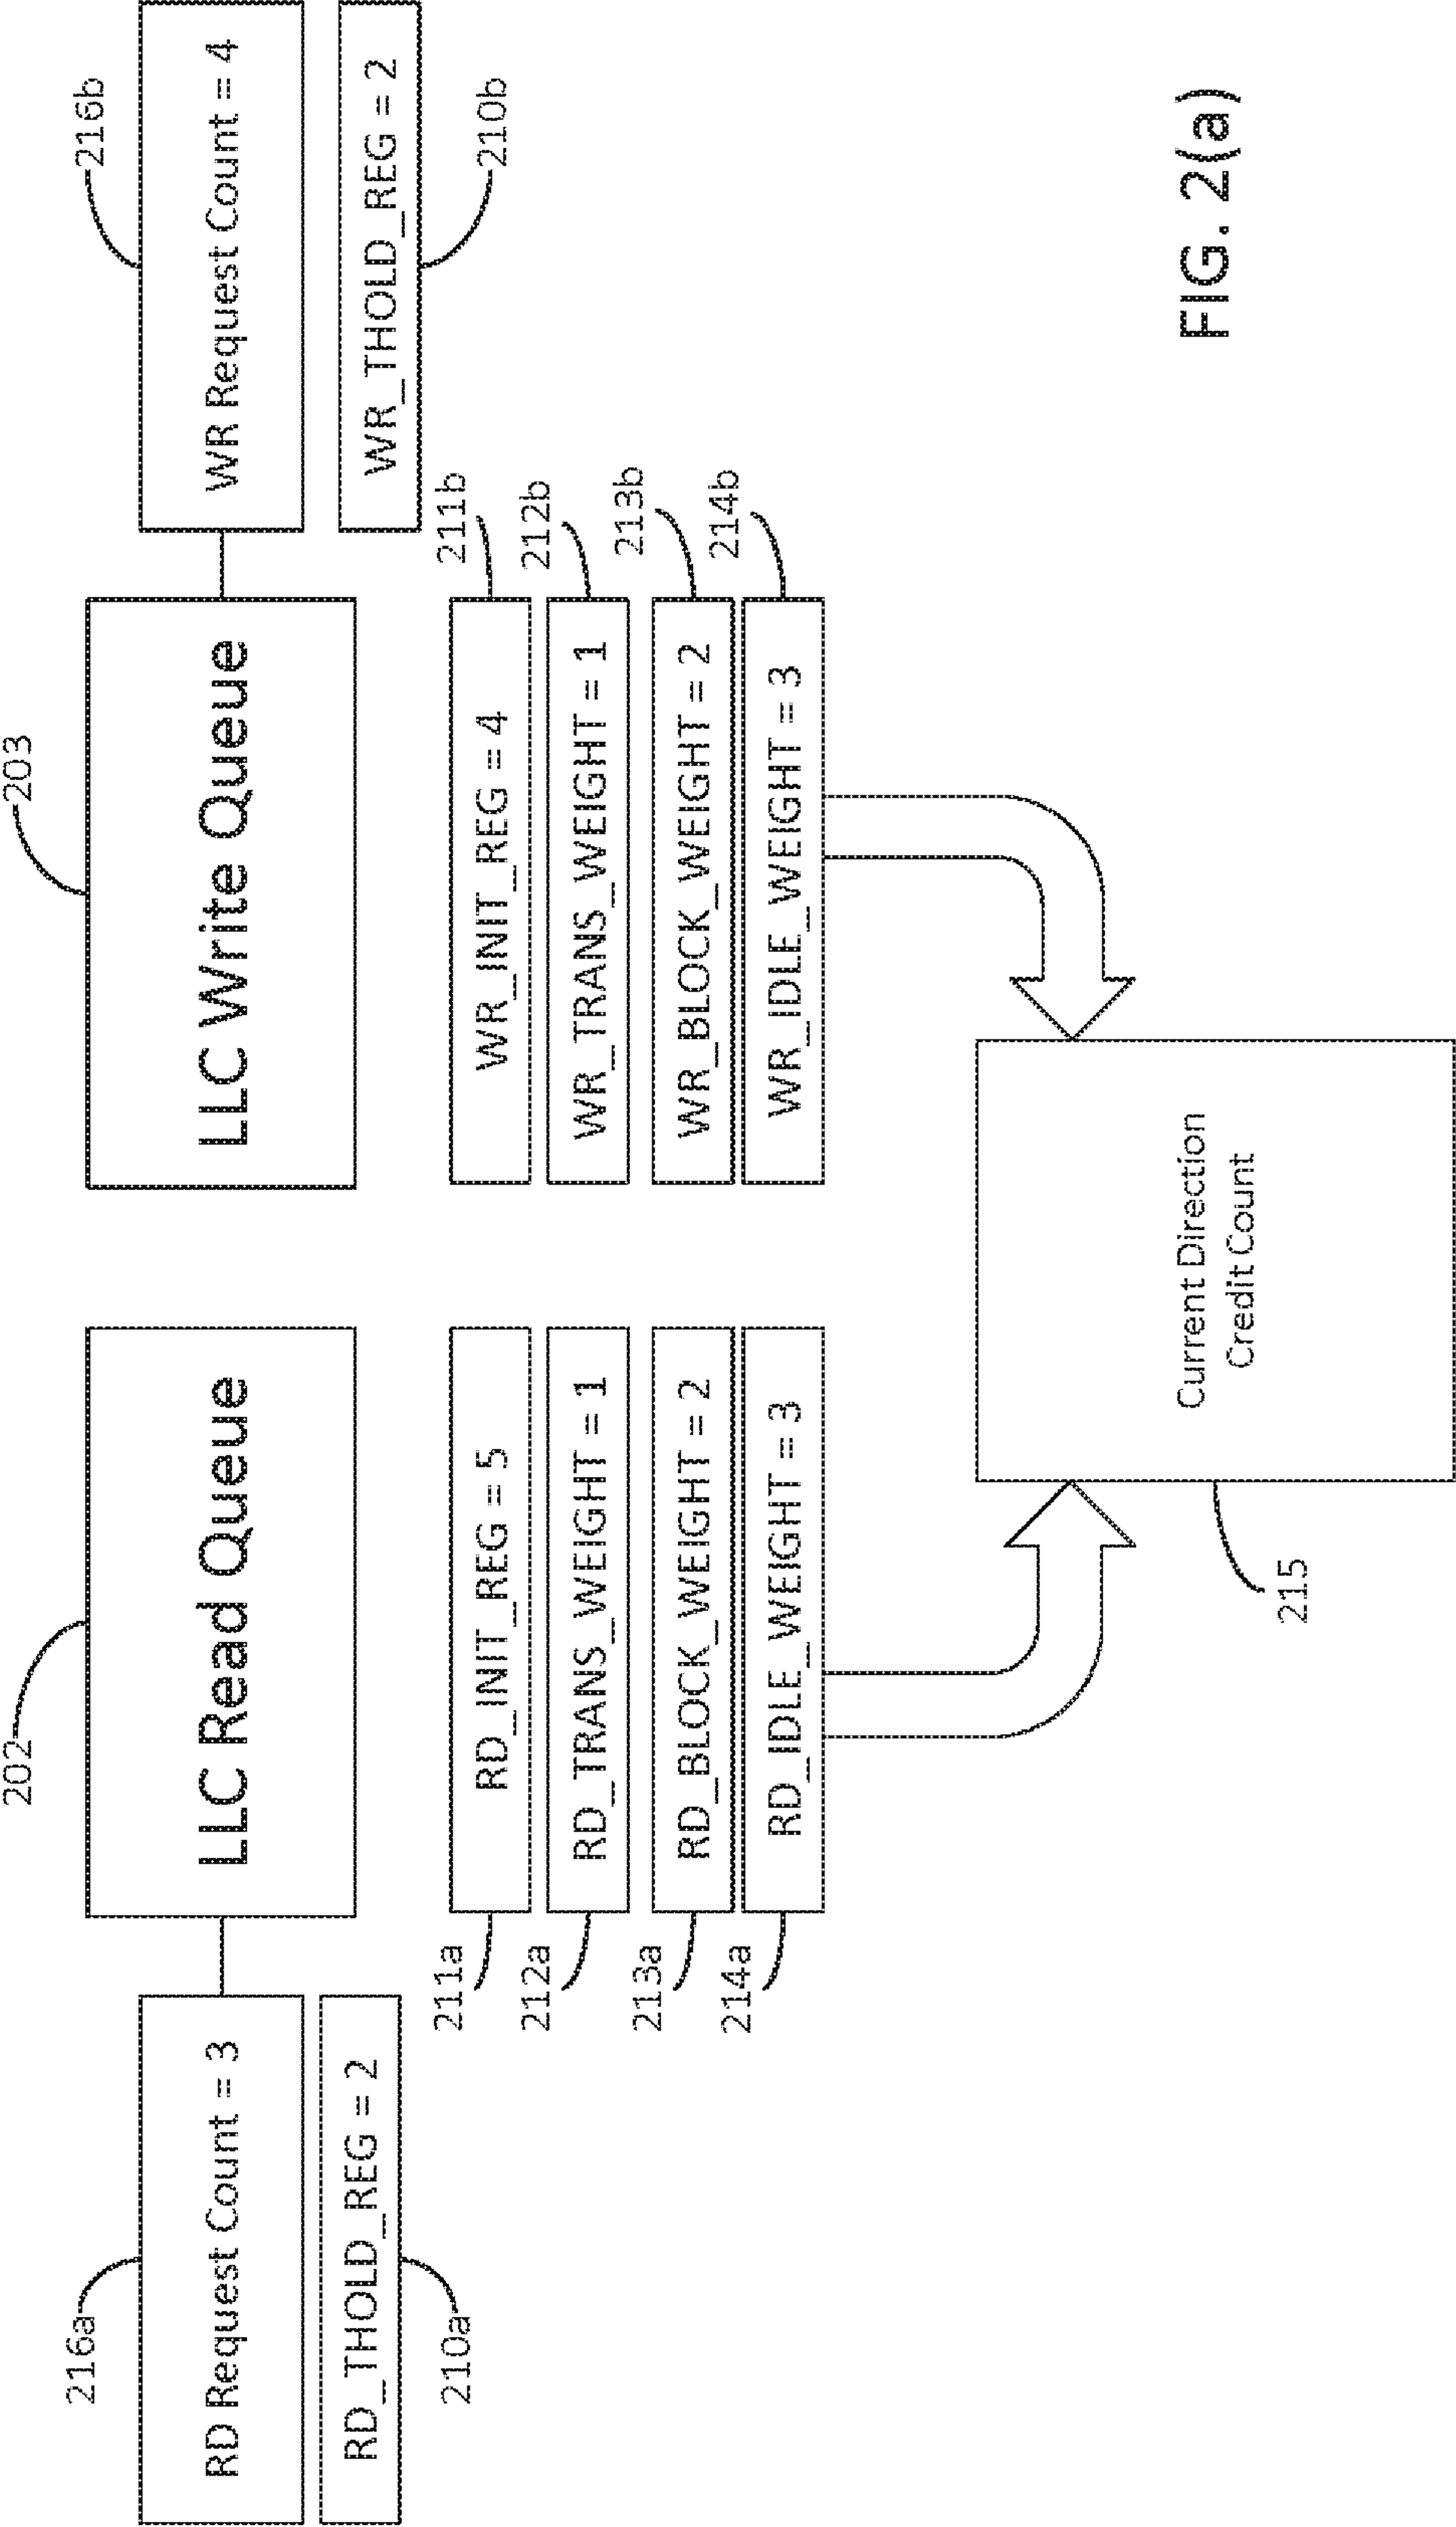 202
203
216a
216b
RD Request Count = 3
LLC Read Queue
LLC Write Queue
WR Request Count = 4
RD_THOLD_REG = 2
WR_THOLD_REG = 2
210a
210b
211a
RD_INIT_REG = 5
WR_INIT_REG = 4
211b
212a
RD_TRANS_WEIGHT = 1
WR_TRANS_WEIGHT = 1
212b
213a
RD_BLOCK_WEIGHT = 2
WR_BLOCK_WEIGHT = 2
213b
214a
RD_IDLE_WEIGHT = 3
WR_IDLE_WEIGHT = 3
214b
Current Direction
Credit Count
215
FIG. 2(a)